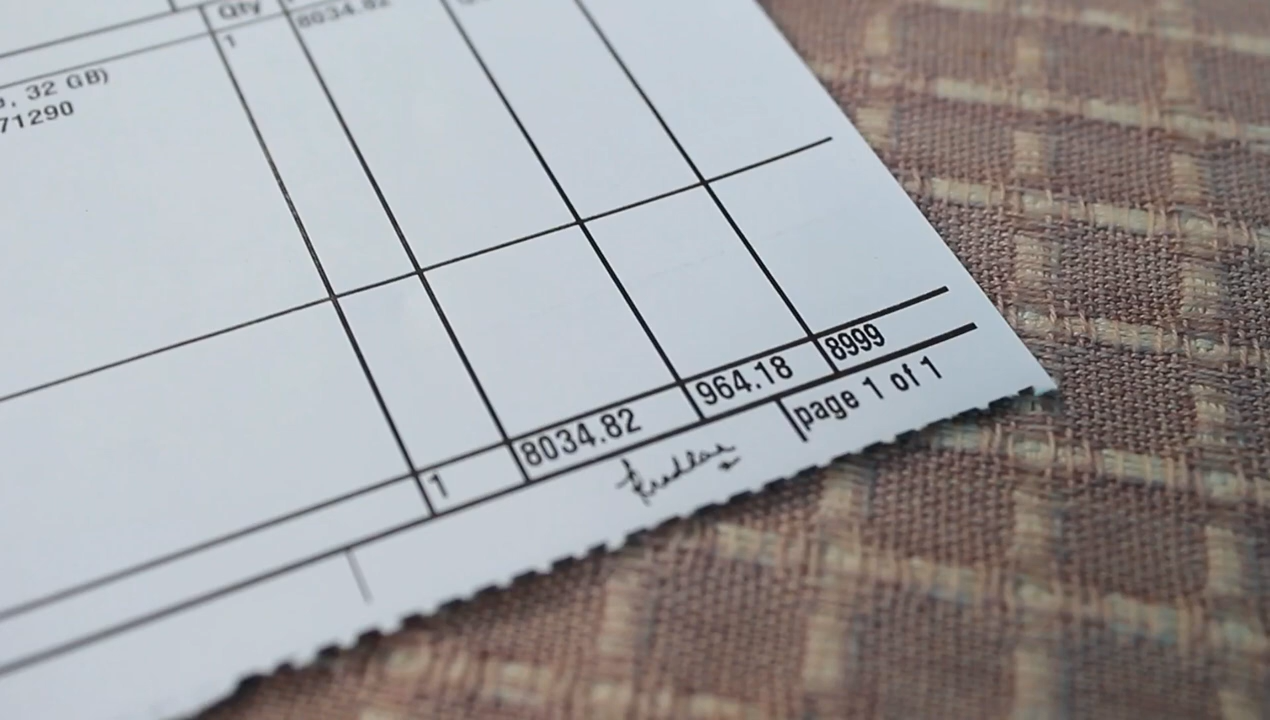 Qty
1 8034.82
, 32 GB)
71290
1 8034.82 964.18 8999
page 1 of 1